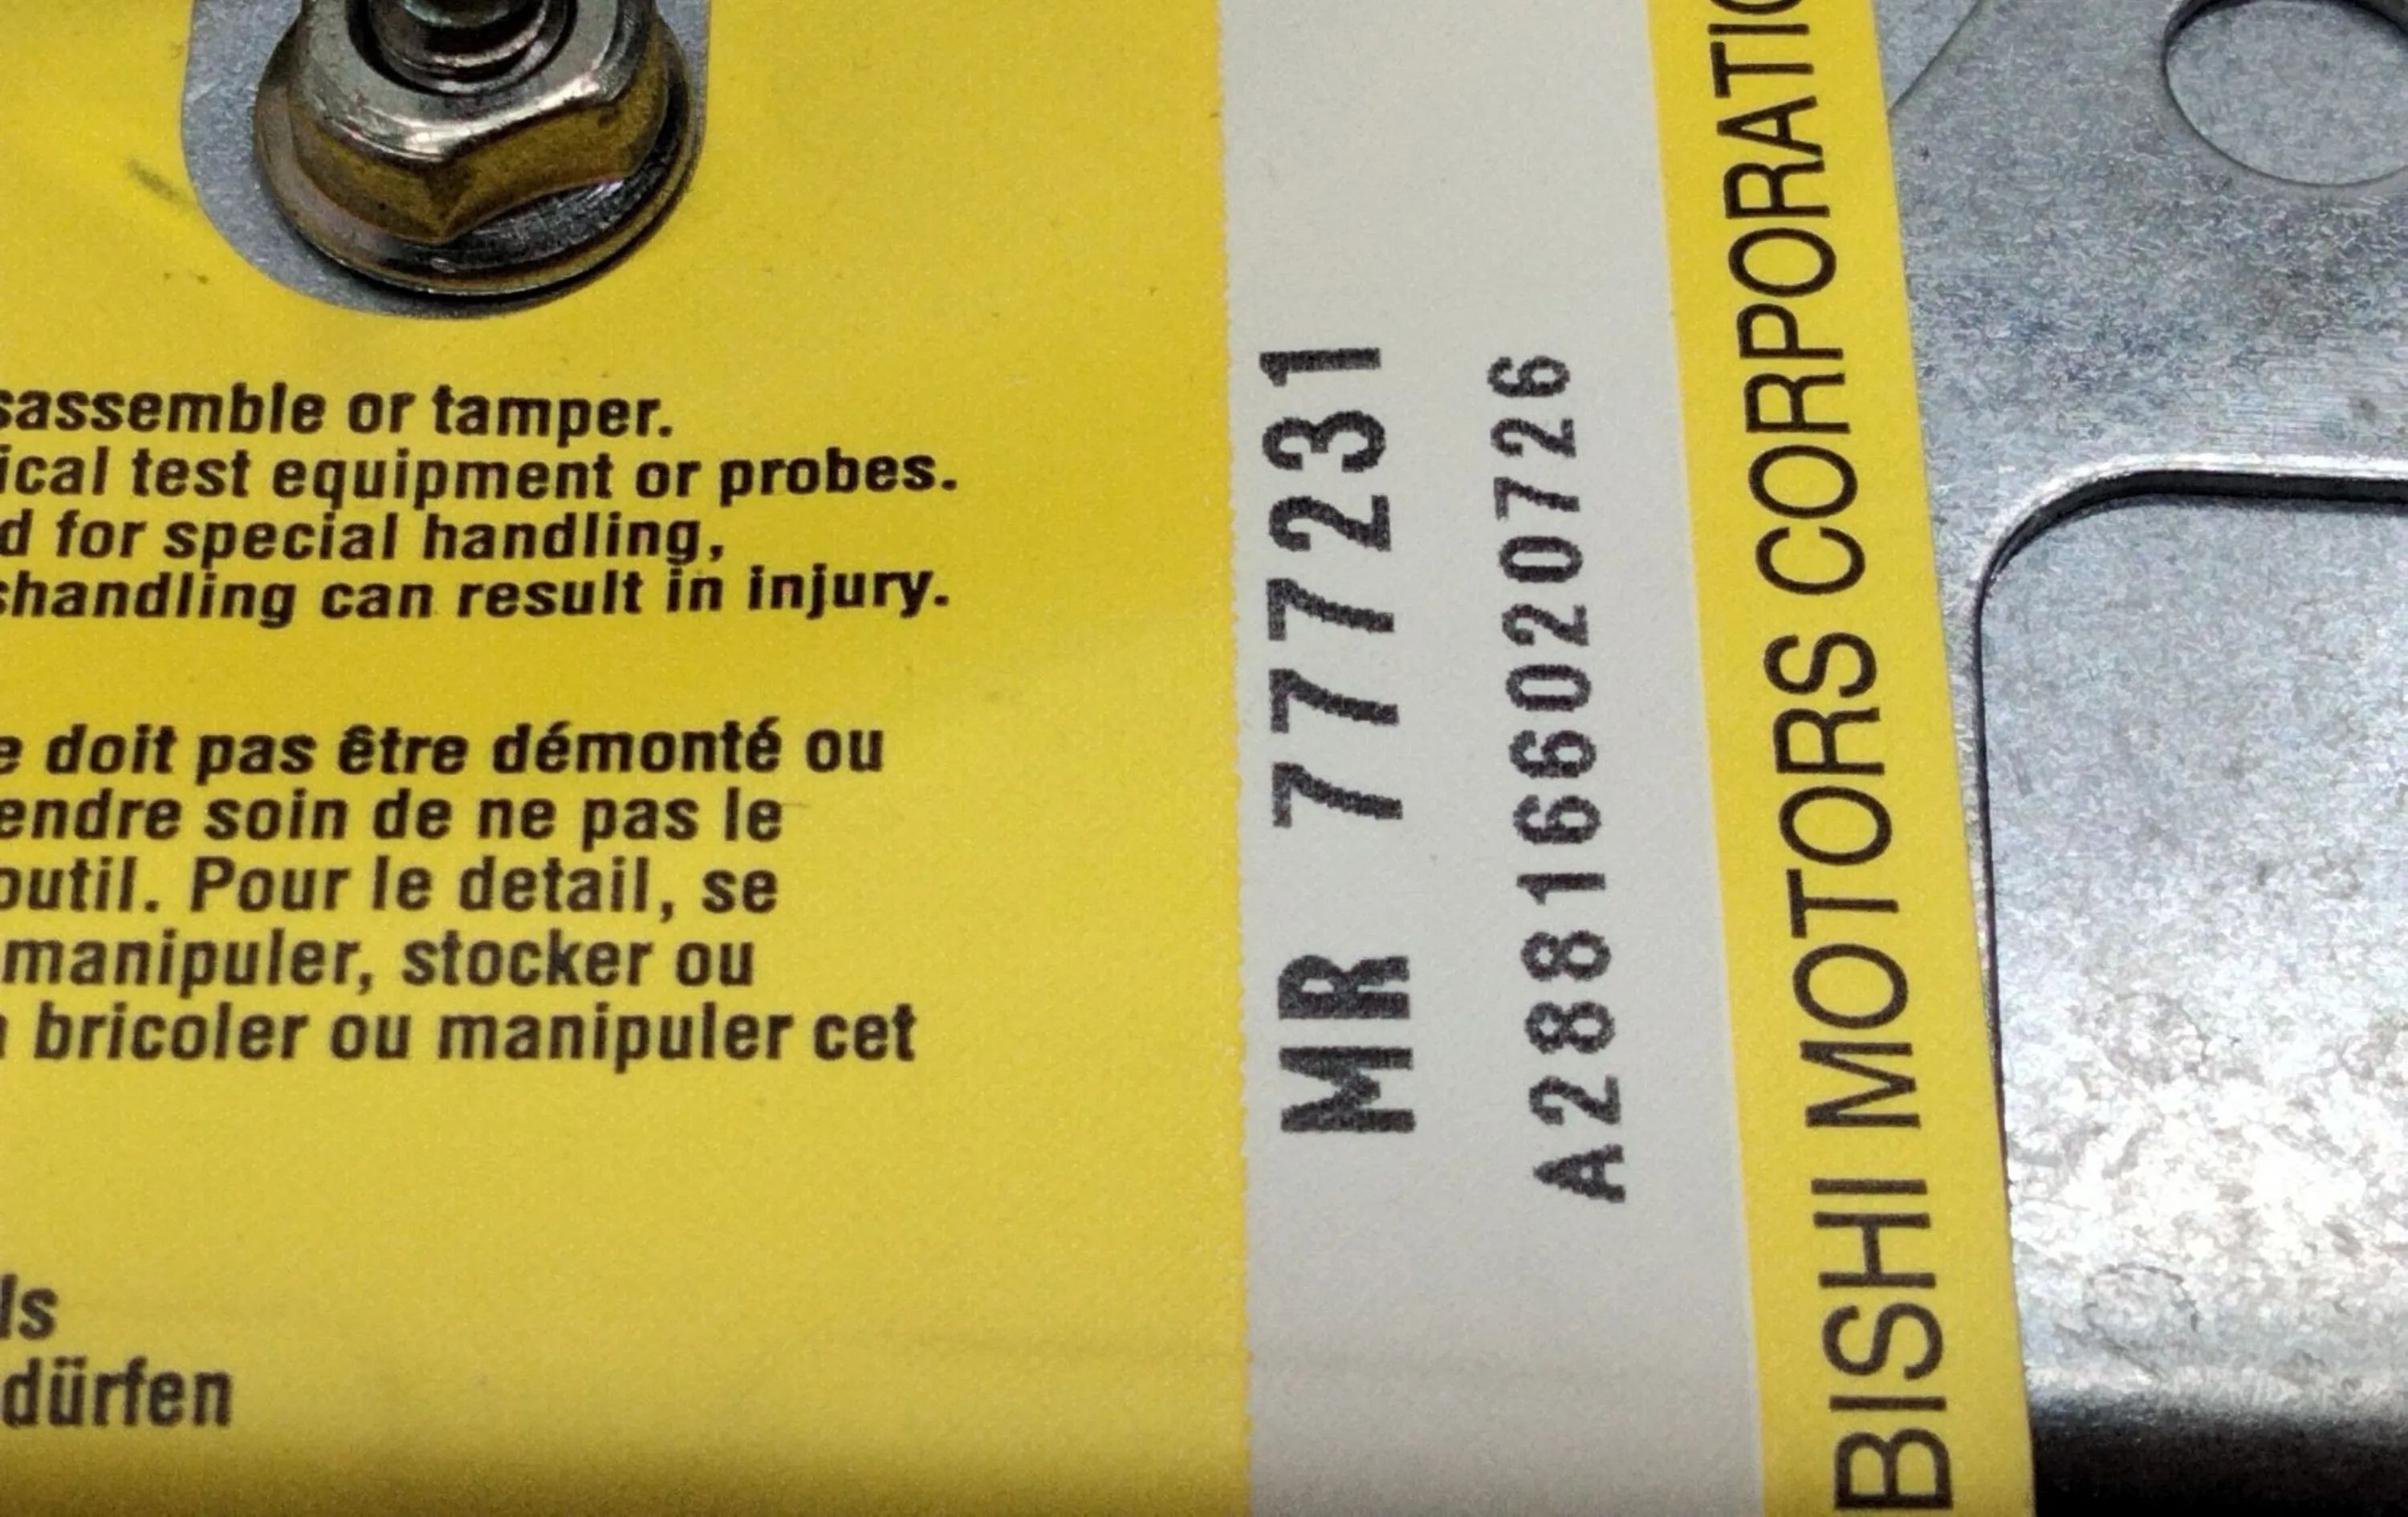 sassemble or tamper.
ical test equipment or probes.
d for special handling,
shandling can result in injury.
e doit pas être démonté ou
endre soin de ne pas le
outil. Pour le detail, se
manipuler, stocker ou
bricoler ou manipuler cet
ls
dürfen
MR 777231
A288166020726
BISHI MOTORS CORPORATIO